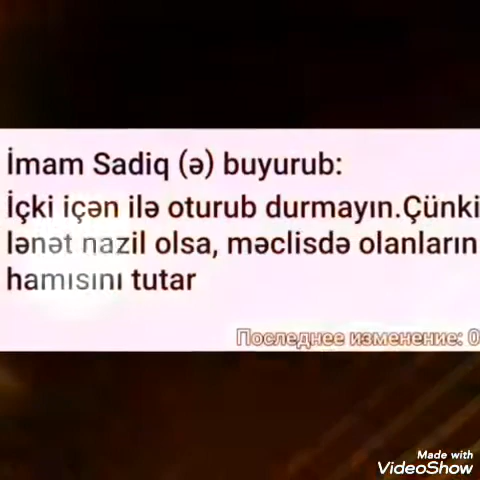 İmam Sadiq (ə) buyurub:
İçki içən ilə oturub durmayın.Çünki
lənət nazil olsa, məclisdə olanların
hamısını tutar
Последнее изменение: 0
Made with
VideoShow